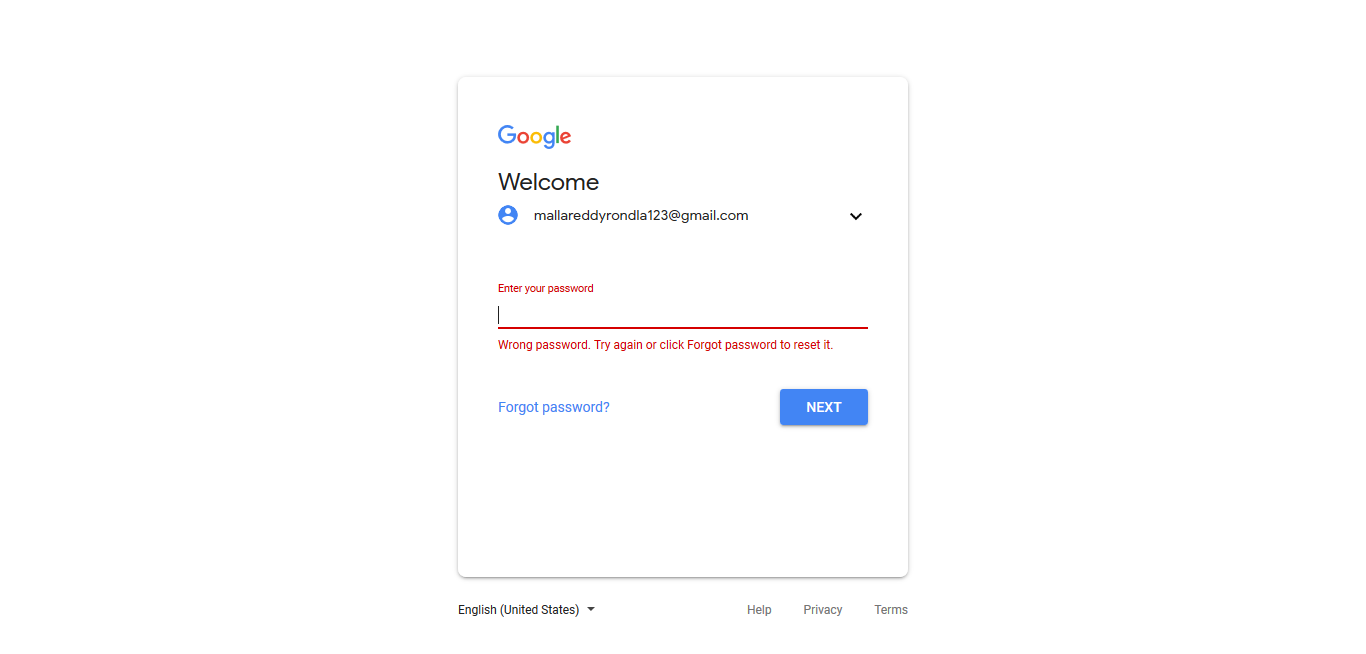 Google
Welcome
mallareddyrondla123@gmail.com
Enter your password
Wrong password. Try again or click Forgot password to reset it.
Forgot password? NEXT
English (United States) Help Privacy Terms